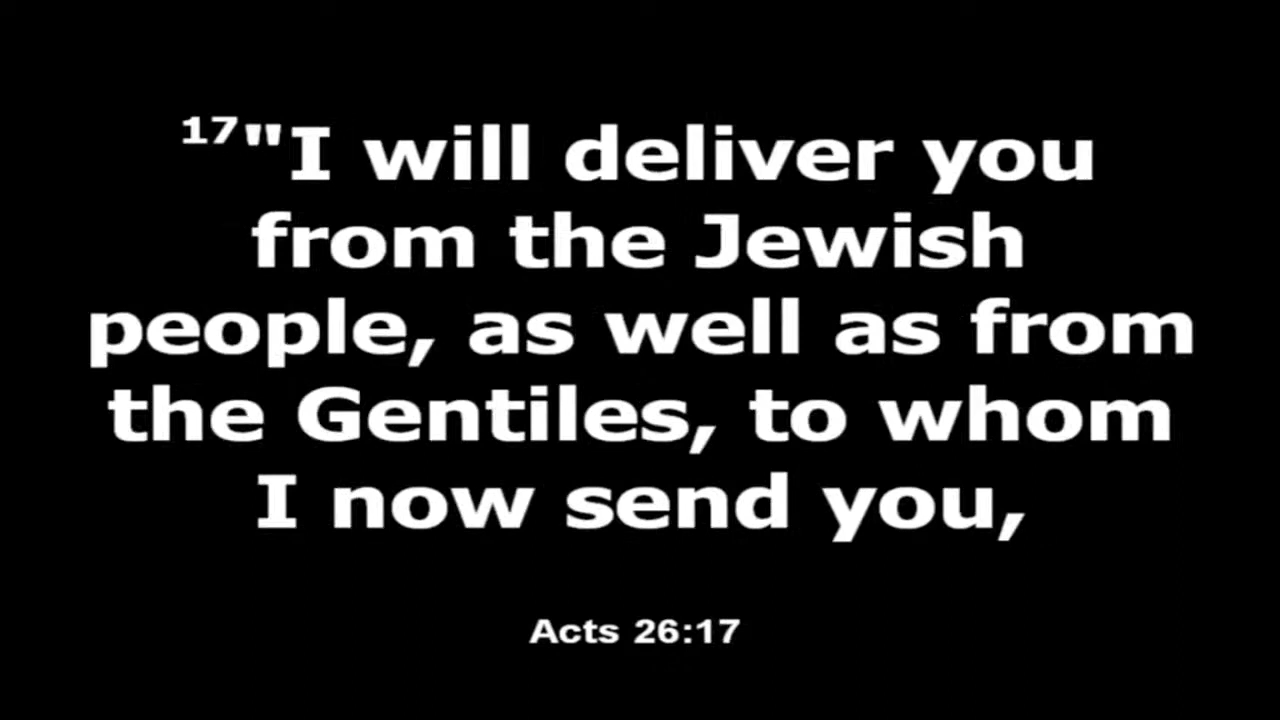 17"I will deliver you
from the Jewish
people, as well as from
the Gentiles, to whom
I now send you,
Acts 26:17